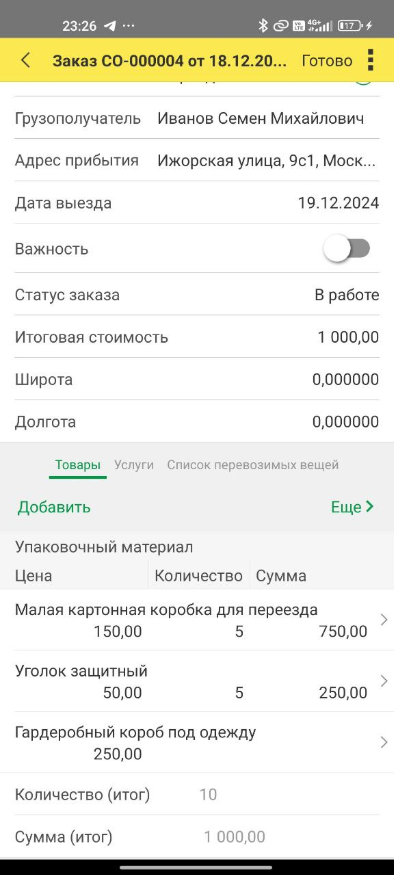 23:26
4G+
17
Заказ СО-000004 от 18.12.20... Готово
Грузополучатель Иванов Семен Михайлович
Адрес прибытия Ижорская улица, 9с1, Моск...
Дата выезда 19.12.2024
Важность
Статус заказа В работе
Итоговая стоимость 1 000,00
Широта 0,000000
Долгота 0,000000
Товары Услуги Список перевозимых вещей
Добавить Еще
Упаковочный материал
Цена Количество Сумма
Малая картонная коробка для переезда
150,00 5 750,00
Уголок защитный
50,00 5 250,00
Гардеробный короб под одежду
250,00
Количество (итог) 10
Сумма (итог) 1 000,00